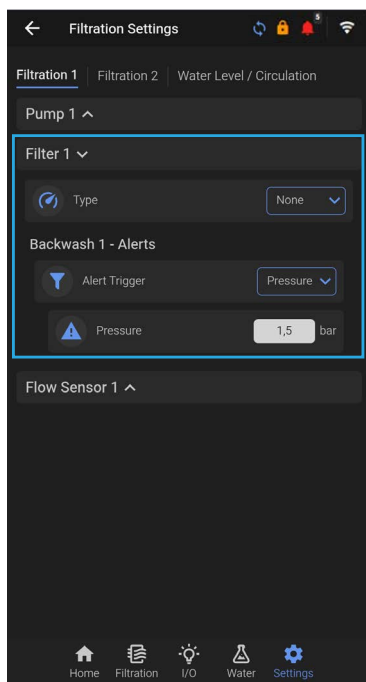 Filtration Settings
5
Filtration 1 Filtration 2 Water Level / Circulation
Pump 1
Filter 1
Type None
Backwash 1 - Alerts
Alert Trigger Pressure
Pressure 1,5 bar
Flow Sensor 1
Home Filtration I/O Water Settings